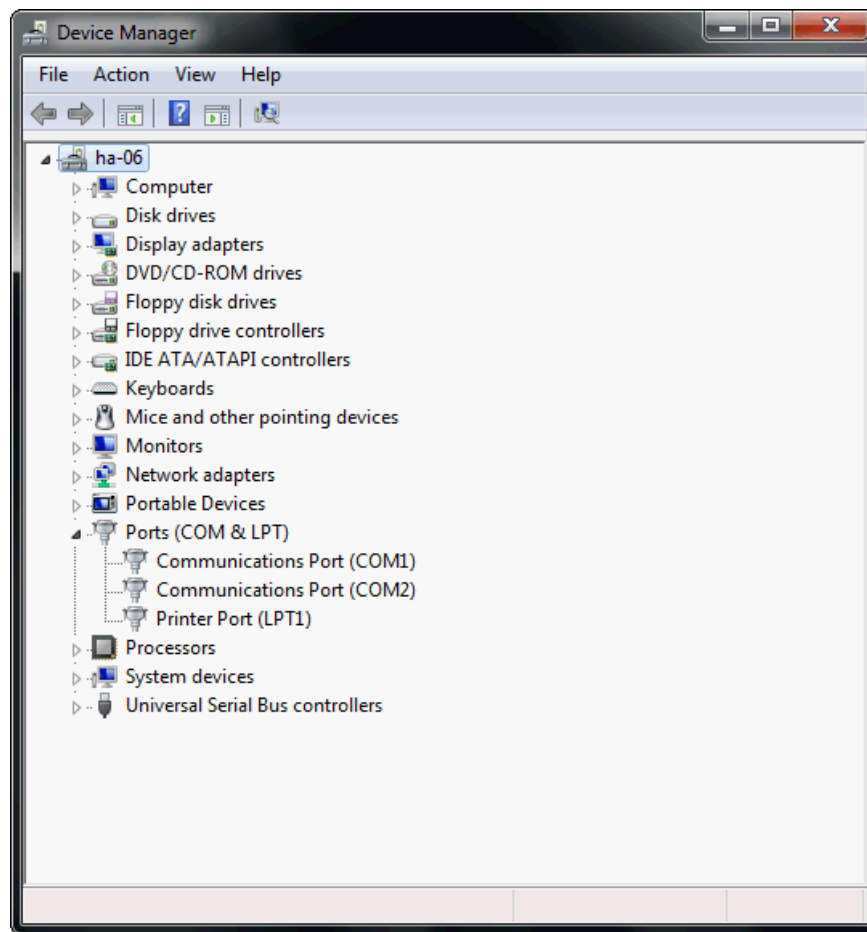 Device Manager
File Action View Help
ha-06
Computer
Disk drives
Display adapters
DVD/CD-ROM drives
Floppy disk drives
Floppy drive controllers
IDE ATA/ATAPI controllers
Keyboards
Mice and other pointing devices
Monitors
Network adapters
Portable Devices
Ports (COM & LPT)
Communications Port (COM1)
Communications Port (COM2)
Printer Port (LPT1)
Processors
System devices
Universal Serial Bus controllers